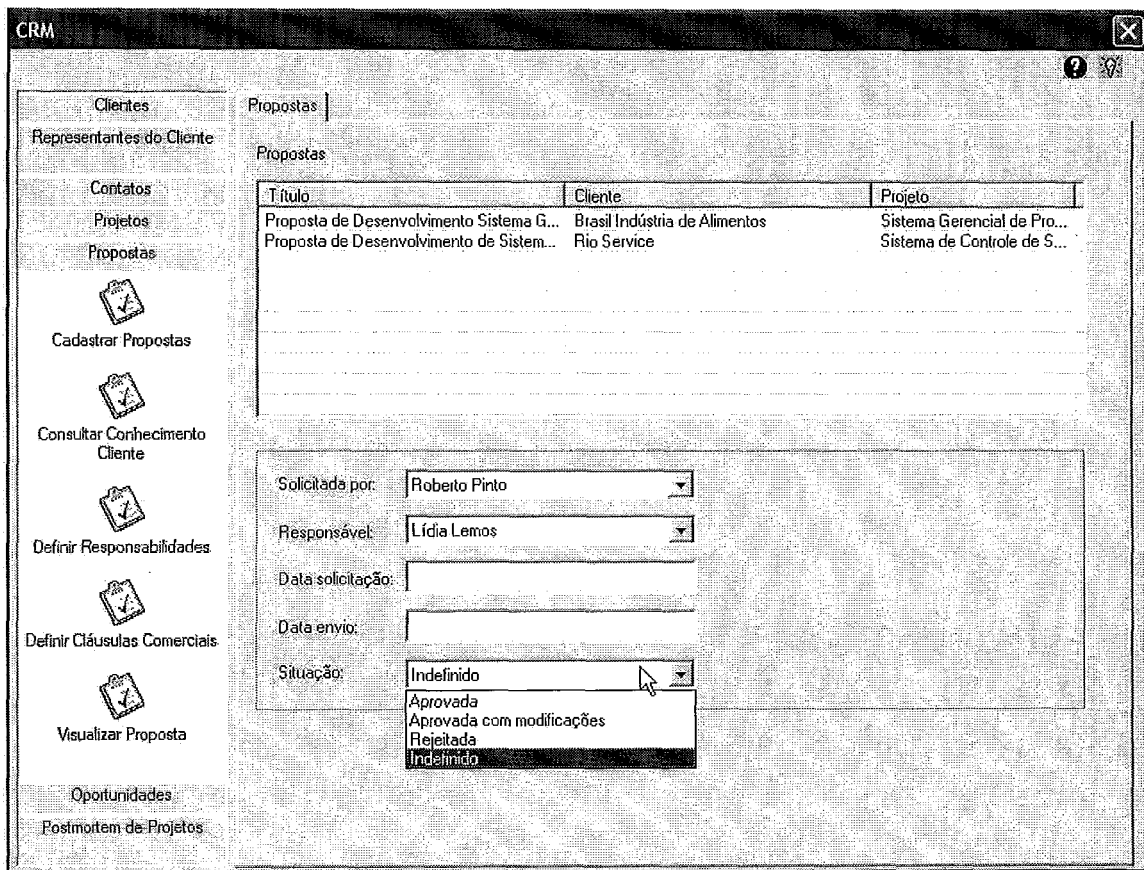 CRM
Clientes
Representantes do Cliente
Contatos
Projetos
Propostas
Cadastrar Propostas
Consultar Conhecimento
Cliente
Definir Responsabilidades
Definir Cláusulas Comerciais
Visualizar Proposta
Oportunidades
Postmortem de Projetos
Propostas
Propostas
Título Cliente Projeto
Proposta de Desenvolvimento Sistema G... Brasil Indústria de Alimentos Sistema Gerencial de Pro...
Proposta de Desenvolvimento de Sistem... Rio Service Sistema de Controle de S...
Solicitada por: Roberto Pinto
Responsável: Lídia Lemos
Data solicitação:
Data envio:
Situação: Indefinido
Aprovada
Aprovada com modificações
Rejeitada
Indefinido